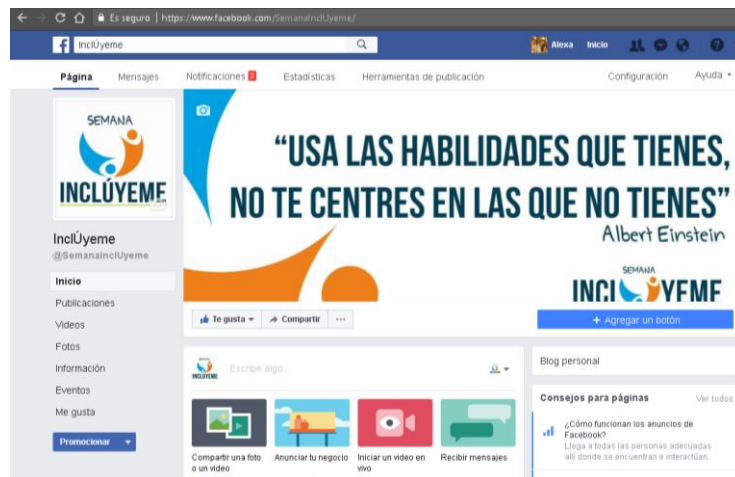 Es seguro | https://www.facebook.com/SemanaInclUyeme/
InclÚyeme
Alexa Inicio
Página Mensajes Notificaciones Estadísticas Herramientas de publicación Configuración Ayuda
SEMANA
INCLÚYEME
"USA LAS HABILIDADES QUE TIENES,
NO TE CENTRES EN LAS QUE NO TIENES"
Albert Einstein
SEMANA
INCLÚYEME
InclÚyeme
@SemanaInclUyeme
Inicio
Publicaciones
Videos
Fotos
Información
Eventos
Me gusta
Promocionar
Te gusta Compartir ...
+ Agregar un botón
SEMANA
INCLÚYEME
Escribe algo...
Compartir una foto
o un video
Anunciar tu negocio
Iniciar un video en
vivo
Recibir mensajes
Blog personal
Consejos para páginas Ver todos
¿Cómo funcionan los anuncios de
Facebook?
Llega a todas las personas adecuadas
allí donde se encuentran e interactúan.